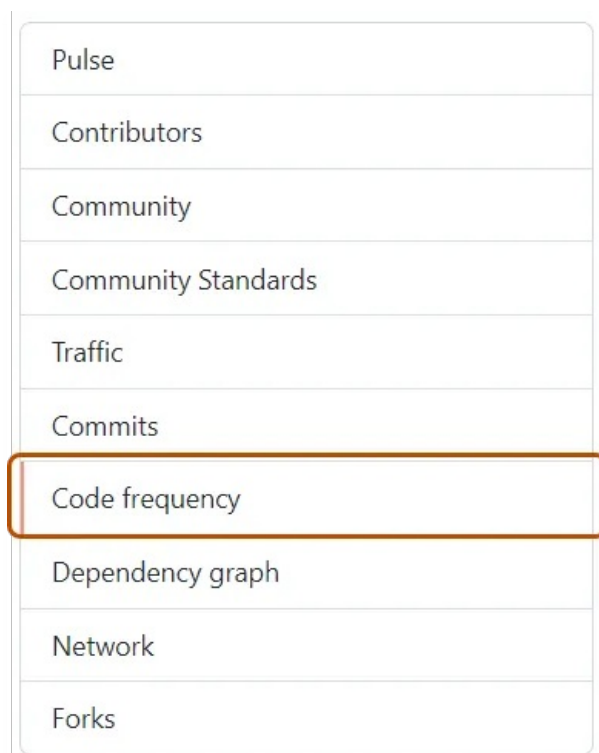 Pulse
Contributors
Community
Community Standards
Traffic
Commits
Code frequency
Dependency graph
Network
Forks